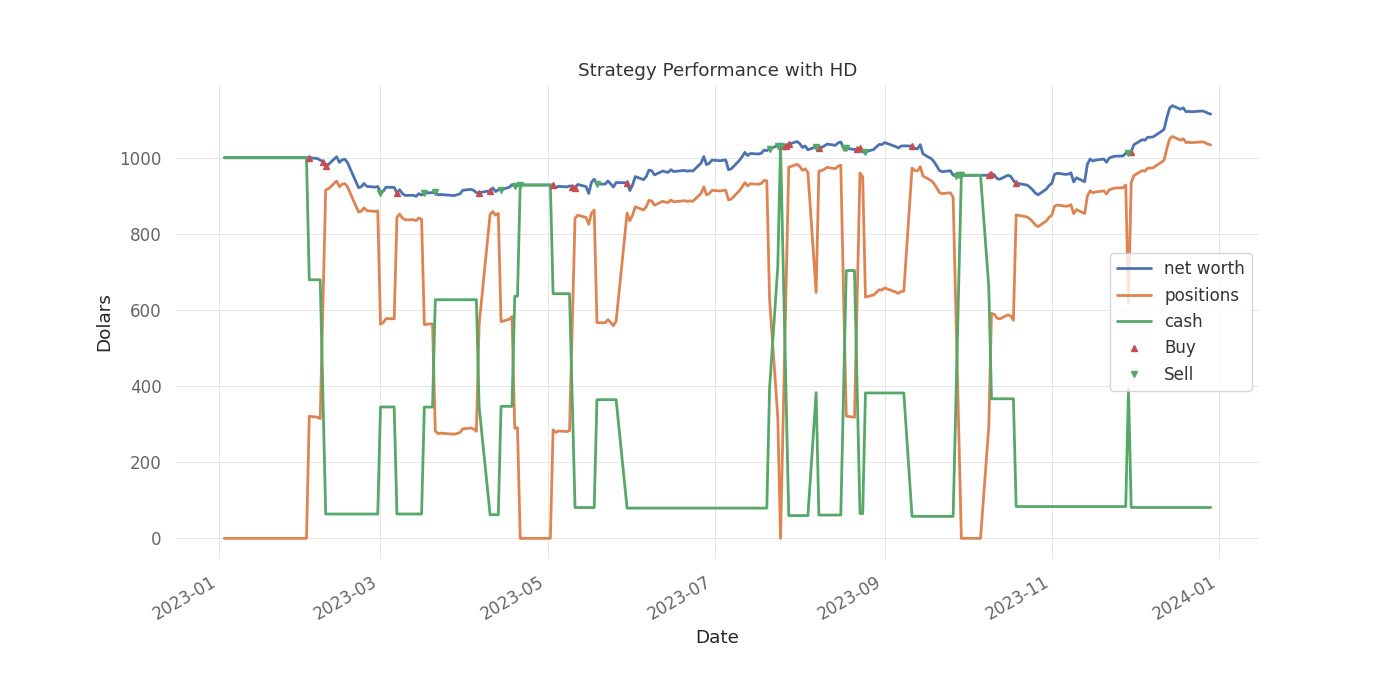 Strategy Performance with HD
1000
800
600
400
200
0
Dolars
net worth
positions
cash
Buy
Sell
2023-01
2023-03
2023-05
2023-07
2023-09
2023-11
2024-01
Date